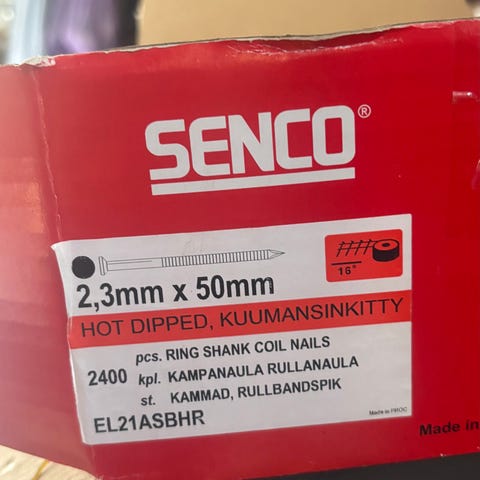 SENCO®
16°
2,3mm x 50mm
HOT DIPPED, KUUMANSINKITTY
pcs. RING SHANK COIL NAILS
2400 kpl. KAMPANAULA RULLANAULA
st. KAMMAD, RULLBANDSPIK
EL21ASBHR
Made in PROC
Made in